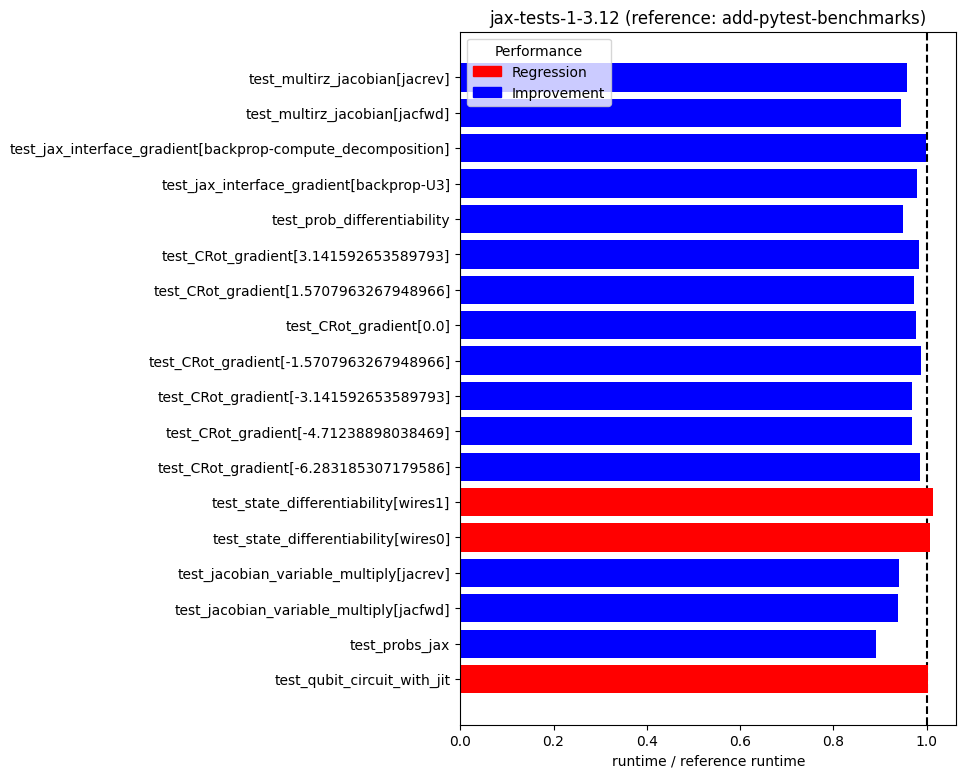 jax-tests-1-3.12 (reference: add-pytest-benchmarks)
Performance
Regression
Improvement
test_multirz_jacobian[jacrev]
test_multirz_jacobian[jacfwd]
test_jax_interface_gradient[backprop-compute_decomposition]
test_jax_interface_gradient[backprop-U3]
test_prob_differentiability
test_CRot_gradient[3.141592653589793]
test_CRot_gradient[1.5707963267948966]
test_CRot_gradient[0.0]
test_CRot_gradient[-1.5707963267948966]
test_CRot_gradient[-3.141592653589793]
test_CRot_gradient[-4.71238898038469]
test_CRot_gradient[-6.283185307179586]
test_state_differentiability[wires1]
test_state_differentiability[wires0]
test_jacobian_variable_multiply[jacrev]
test_jacobian_variable_multiply[jacfwd]
test_probs_jax
test_qubit_circuit_with_jit
0.0 0.2 0.4 0.6 0.8 1.0
runtime / reference runtime